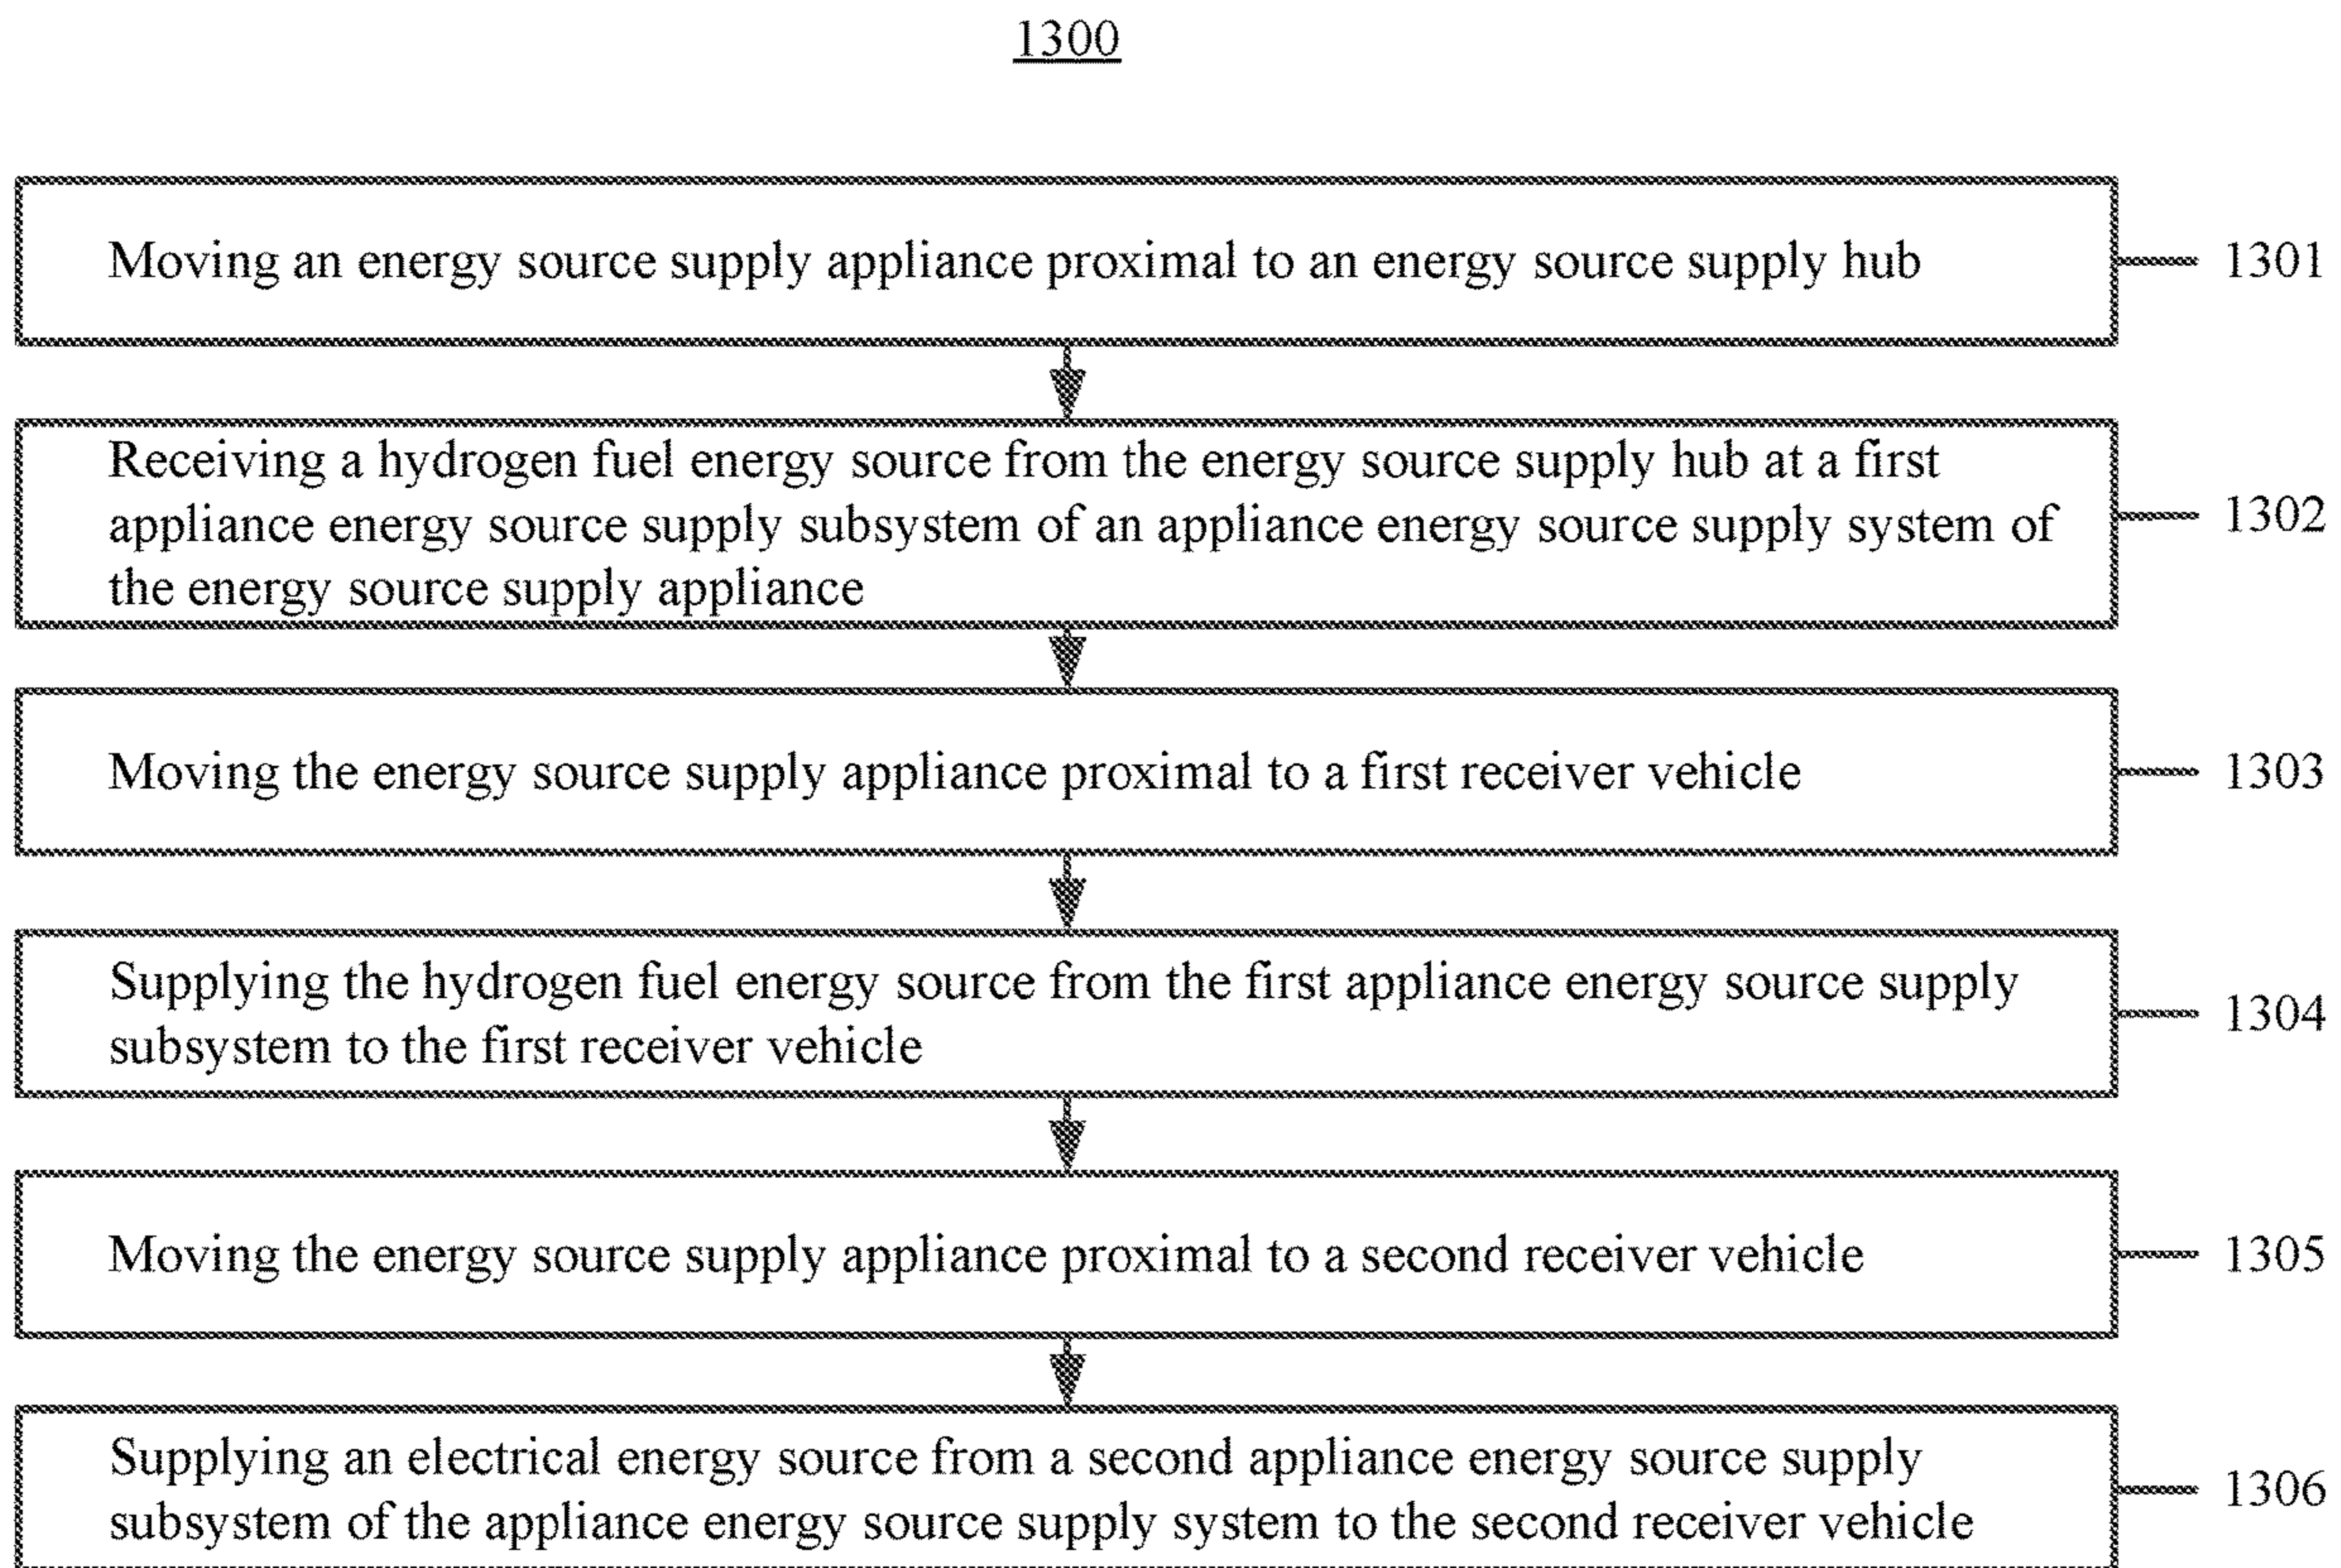 1300
Moving an energy source supply appliance proximal to an energy source supply hub
1301
Receiving a hydrogen fuel energy source from the energy source supply hub at a first
appliance energy source supply subsystem of an appliance energy source supply system of
the energy source supply appliance
1302
Moving the energy source supply appliance proximal to a first receiver vehicle
1303
Supplying the hydrogen fuel energy source from the first appliance energy source supply
subsystem to the first receiver vehicle
1304
Moving the energy source supply appliance proximal to a second receiver vehicle
1305
Supplying an electrical energy source from a second appliance energy source supply
subsystem of the appliance energy source supply system to the second receiver vehicle
1306